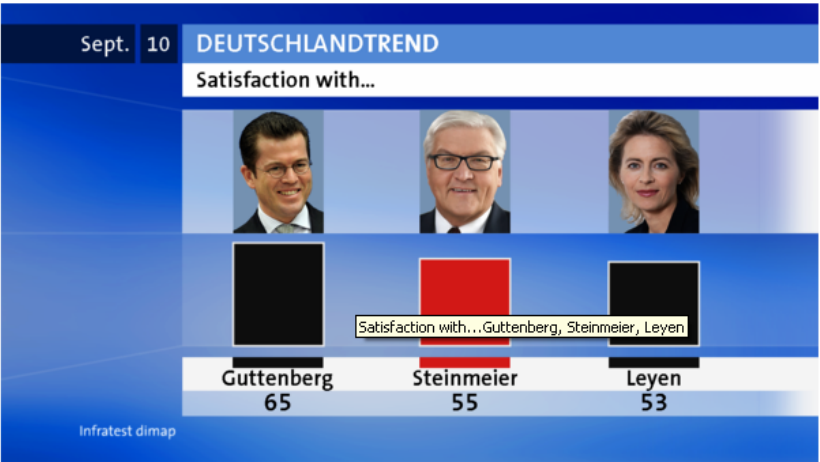 Sept. 10 DEUTSCHLANDTREND
Satisfaction with...
Satisfaction with...Guttenberg, Steinmeier, Leyen
Guttenberg Steinmeier Leyen
65 55 53
Infratest dimap